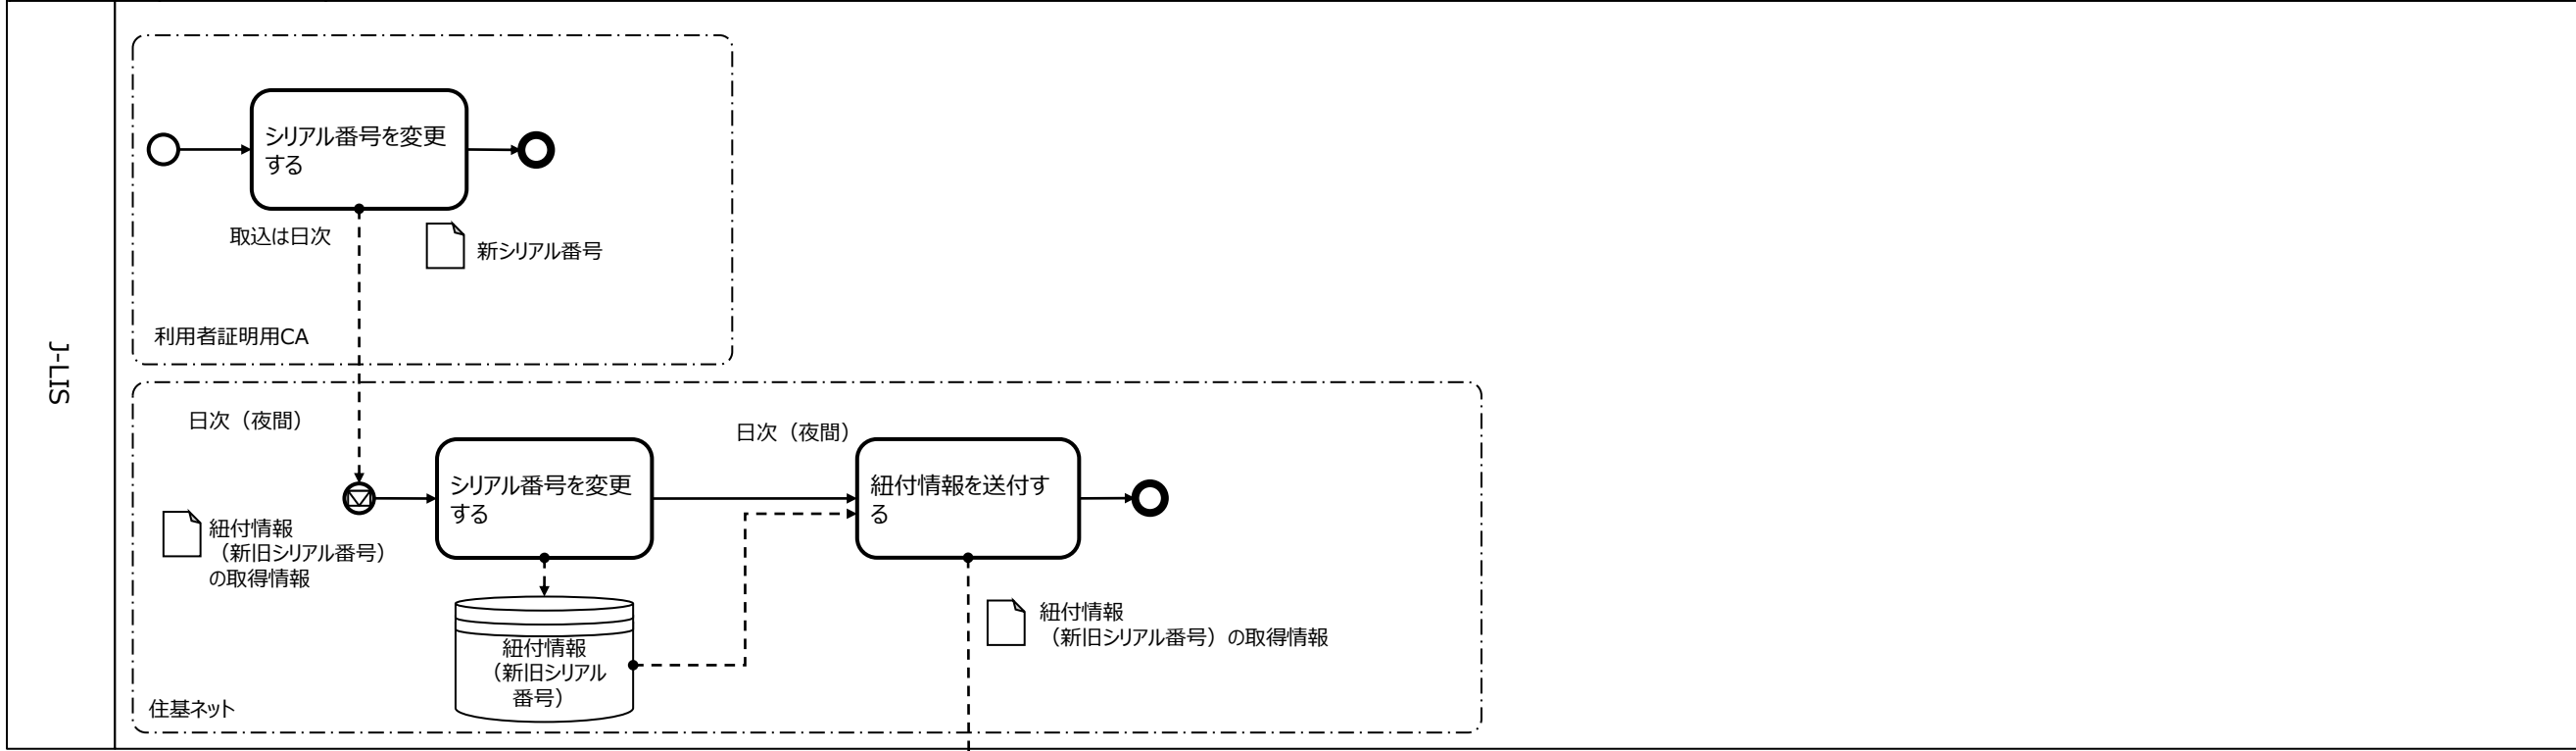 J-LIS
シリアル番号を変更
する
取込は日次
新シリアル番号
利用者証明用CA
日次（夜間）
日次（夜間）
シリアル番号を変更
する
紐付情報を送付す
る
紐付情報
（新旧シリアル番号）
の取得情報
紐付情報
（新旧シリアル番号）の取得情報
紐付情報
（新旧シリアル
番号）
住基ネット